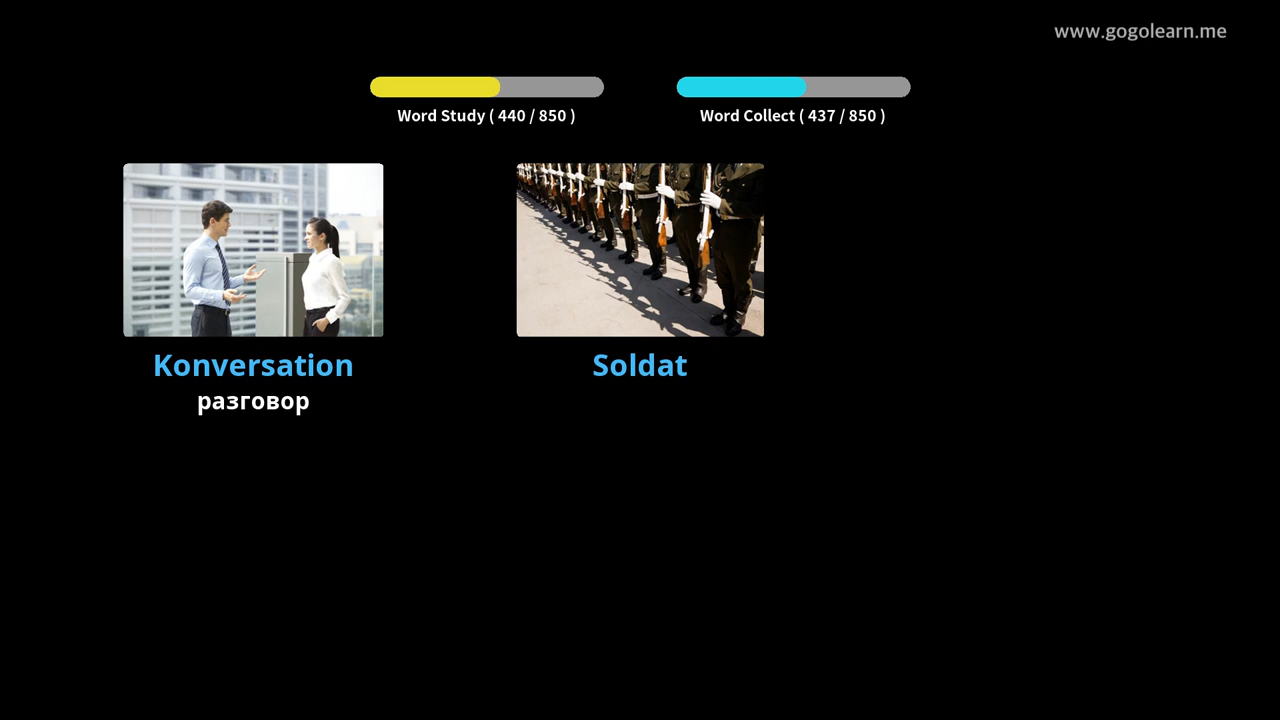 www.gogolearn.me
Word Study ( 440 / 850 )
Word Collect ( 437 / 850 )
Konversation
разговор
Soldat